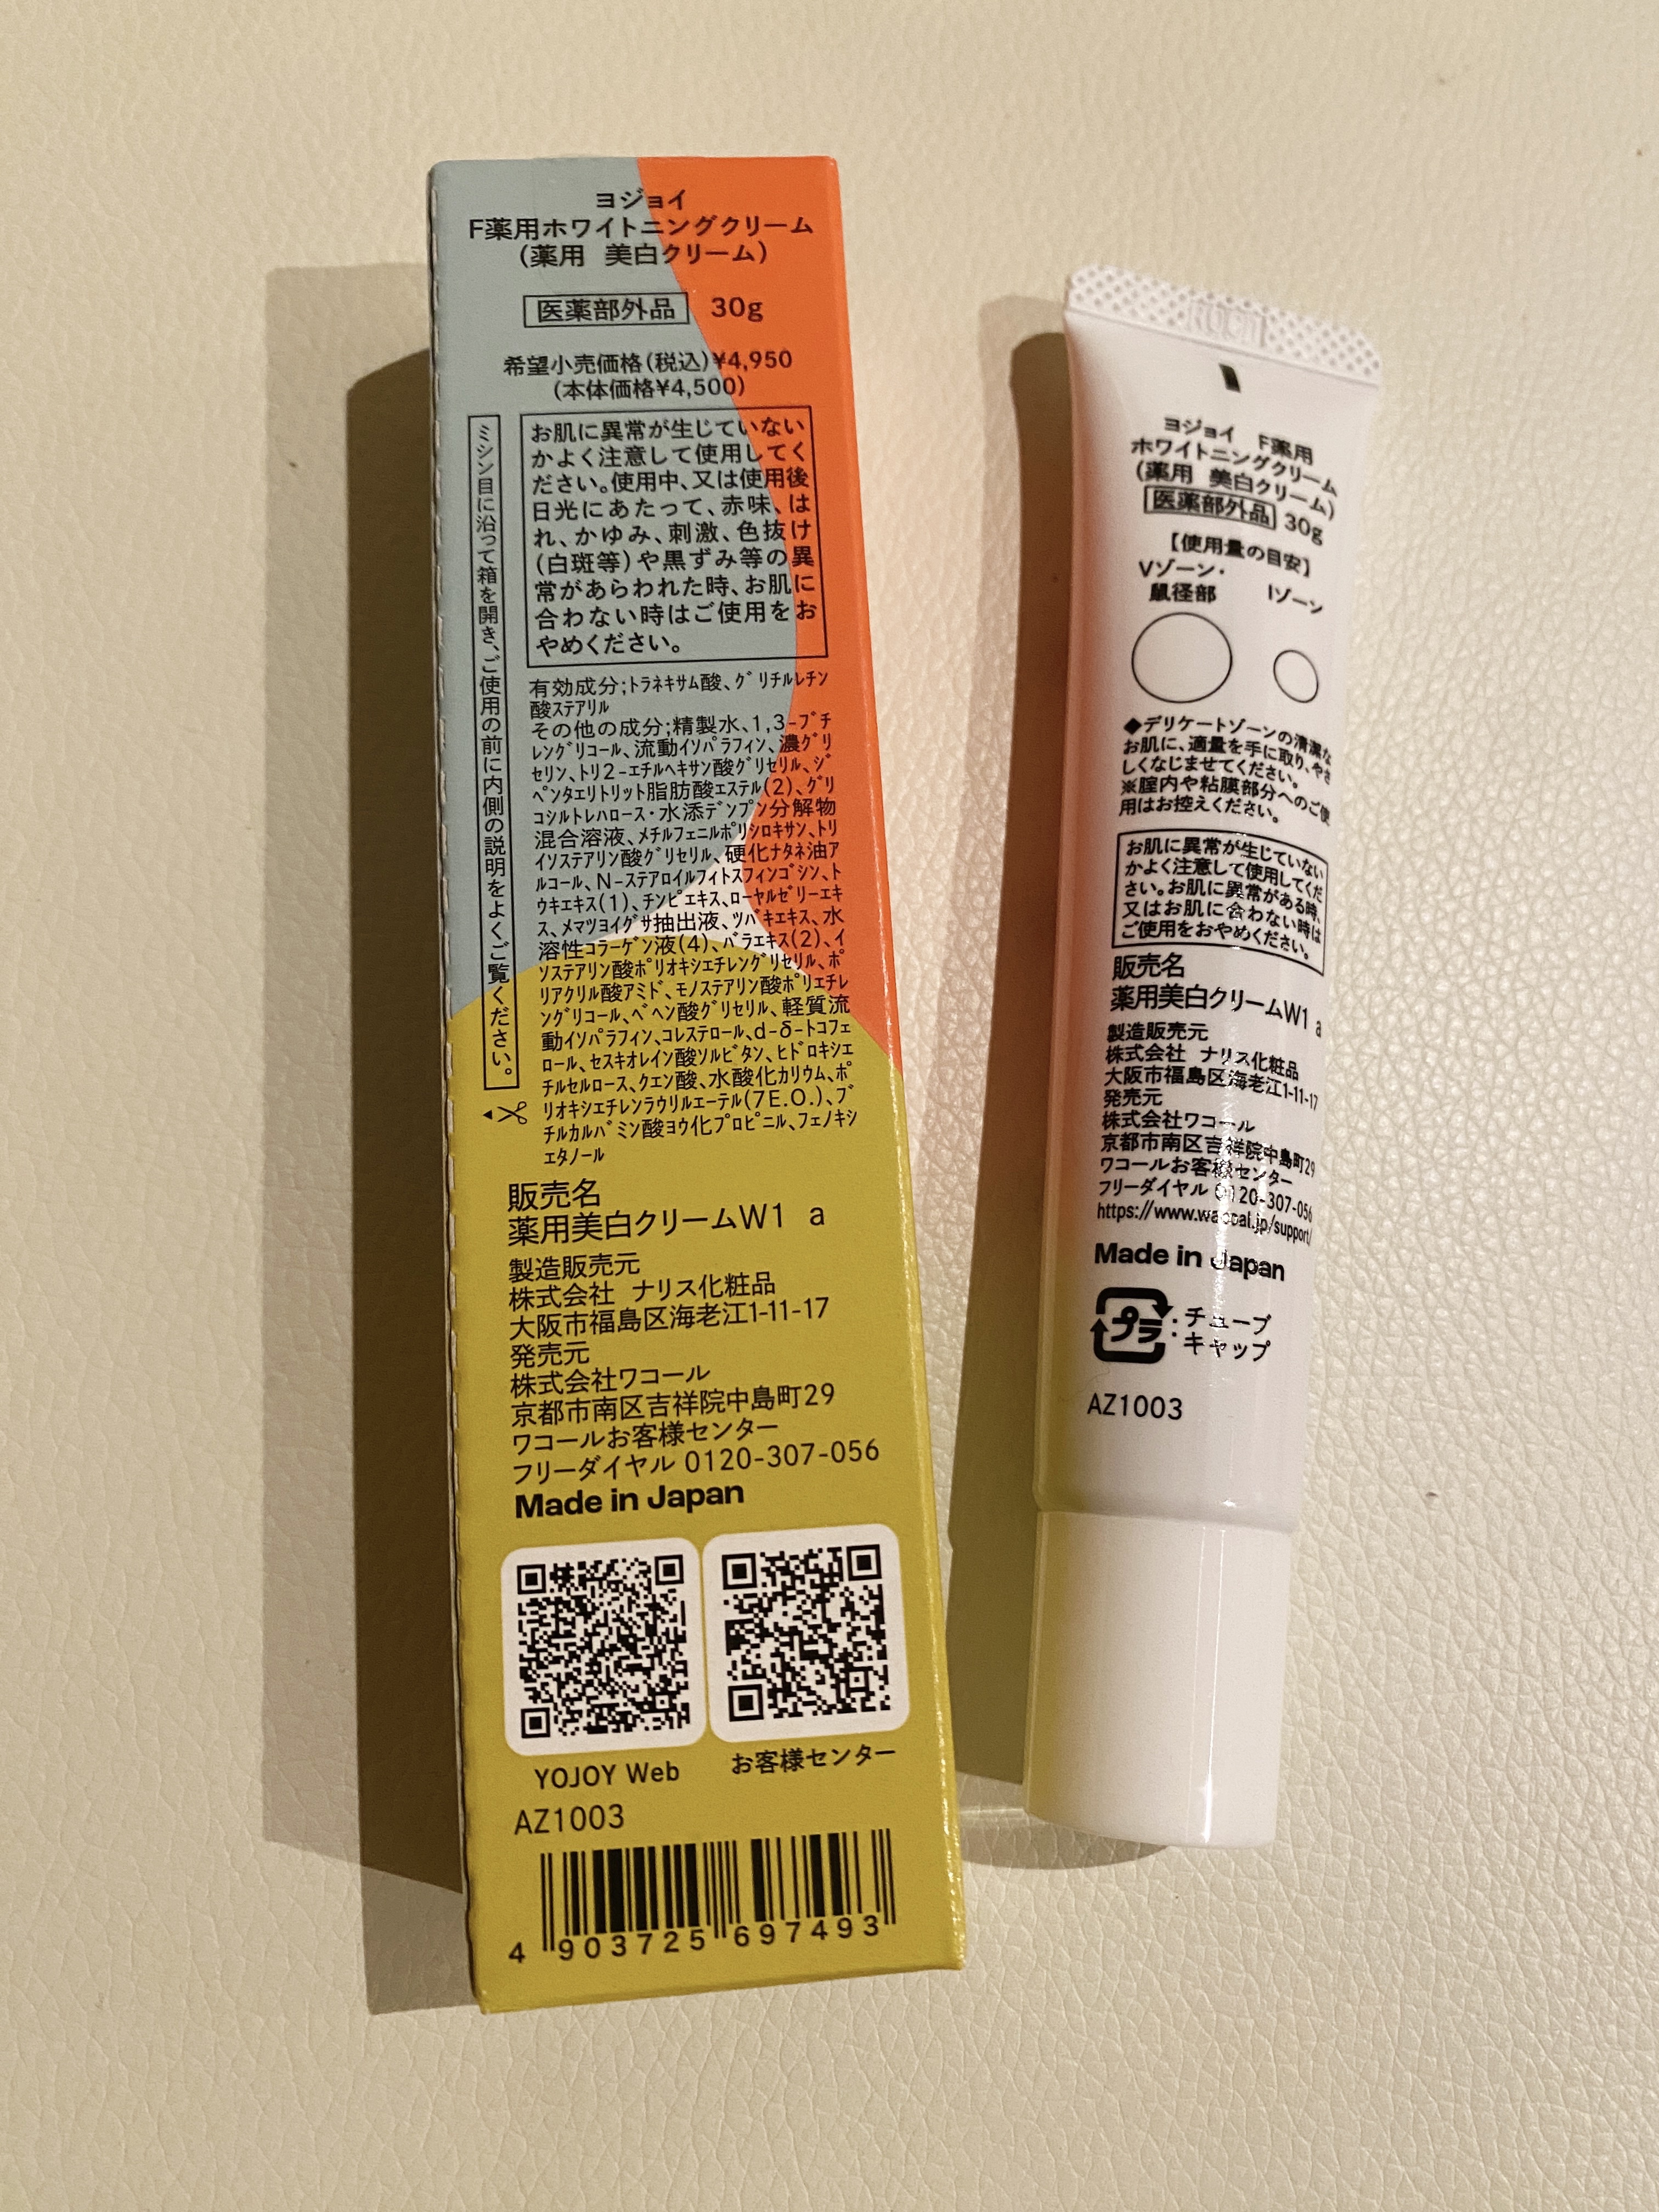 ヨジョイ
F薬用ホワイトニングクリーム
(薬用 美白クリーム)
医薬部外品 30g
希望小売価格(税込)¥4,950
(本体価格¥4,500)
ミシン目に沿って箱を開き、ご使用の前に内側の説明をよくご覧ください。
お肌に異常が生じていない
かよく注意して使用してく
ださい。使用中、又は使用後
日光にあたって、赤味、は
れ、かゆみ、刺激、色抜け
(白斑等)や黒ずみ等の異
常があらわれた時、お肌に
合わない時はご使用をお
やめください。
有効成分;トラネキサム酸、グリチルレチン
酸ステアリル
その他の成分;精製水、1,3-ブチ
レングリコール、流動イソパラフィン、濃グリ
セリン、トリ2-エチルヘキサン酸グリセリル、ジ
ペンタエリトリット脂肪酸エステル(2)、グリ
コシルトレハロース・水添デンプン分解物
混合溶液、メチルフェニルポリシロキサン、トリ
イソステアリン酸グリセリル、硬化ナタネ油ア
ルコール、N-ステアロイルフィトスフィンゴシン、ト
ウキエキス(1)、チンピエキス、ローヤルゼリーエキ
ス、メマツヨイグサ抽出液、ツバキエキス、水
溶性コラーゲン液(4)、バラエキス(2)、イ
ソステアリン酸ポリオキシエチレングリセリル、ポ
リアクリル酸アミド、モノステアリン酸ポリエチレ
ングリコール、ベヘン酸グリセリル、軽質流
動イソパラフィン、コレステロール、d-δ-トコフェ
ロール、セスキオレイン酸ソルビタン、ヒドロキシエ
チルセルロース、クエン酸、水酸化カリウム、ポ
リオキシエチレンラウリルエーテル(7E.O.)、ブ
チルカルバミン酸ヨウ化プロピニル、フェノキシ
エタノール
販売名
薬用美白クリームW1 a
製造販売元
株式会社 ナリス化粧品
大阪市福島区海老江1-11-17
発売元
株式会社ワコール
京都市南区吉祥院中島町29
ワコールお客様センター
フリーダイヤル 0120-307-056
Made in Japan
YOJOY Web お客様センター
AZ1003
4 903725 697493
ヨジョイ F薬用
ホワイトニングクリーム
(薬用 美白クリーム)
医薬部外品 30g
【使用量の目安】
Vゾーン・
鼠径部 Iゾーン
◆デリケートゾーンの清潔な
お肌に、適量を手に取り、やさ
しくなじませてください。
※腟内や粘膜部分へのご使
用はお控えください。
お肌に異常が生じていない
かよく注意して使用してくだ
さい。お肌に異常がある時、
又はお肌に合わない時は
ご使用をおやめください。
販売名
薬用美白クリームW1 a
製造販売元
株式会社 ナリス化粧品
大阪市福島区海老江1-11-17
発売元
株式会社ワコール
京都市南区吉祥院中島町29
ワコールお客様センター
フリーダイヤル 0120-307-056
https://www.wacoal.jp/support/
Made in Japan
プラ:チューブ
:キャップ
AZ1003